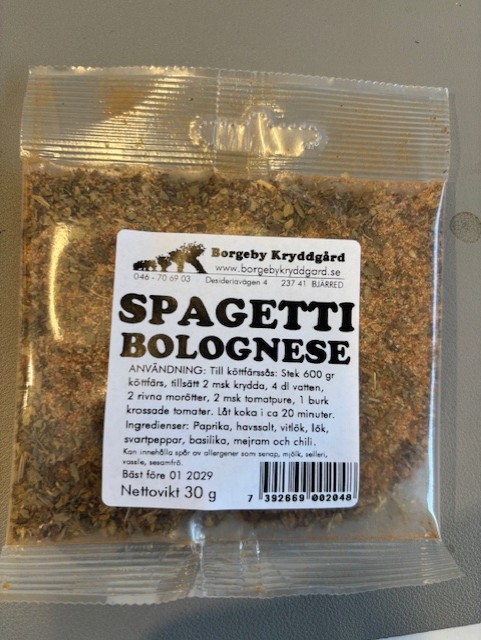 Borgeby Kryddgård
www.borgebykryddgard.se
046 - 70 69 03 Desideriavägen 4 237 41 BJÄRRED
SPAGETTI
BOLOGNESE
ANVÄNDNING: Till köttfärssås: Stek 600 gr
köttfärs, tillsätt 2 msk krydda, 4 dl vatten,
2 rivna morötter, 2 msk tomatpure, 1 burk
krossade tomater. Låt koka i ca 20 minuter.
Ingredienser: Paprika, havssalt, vitlök, lök,
svartpeppar, basilika, mejram och chili.
Kan innehålla spår av allergener som senap, mjölk, selleri,
vassle, sesamfrö.
Bäst före 01 2029
Nettovikt 30 g
7 392669 002048